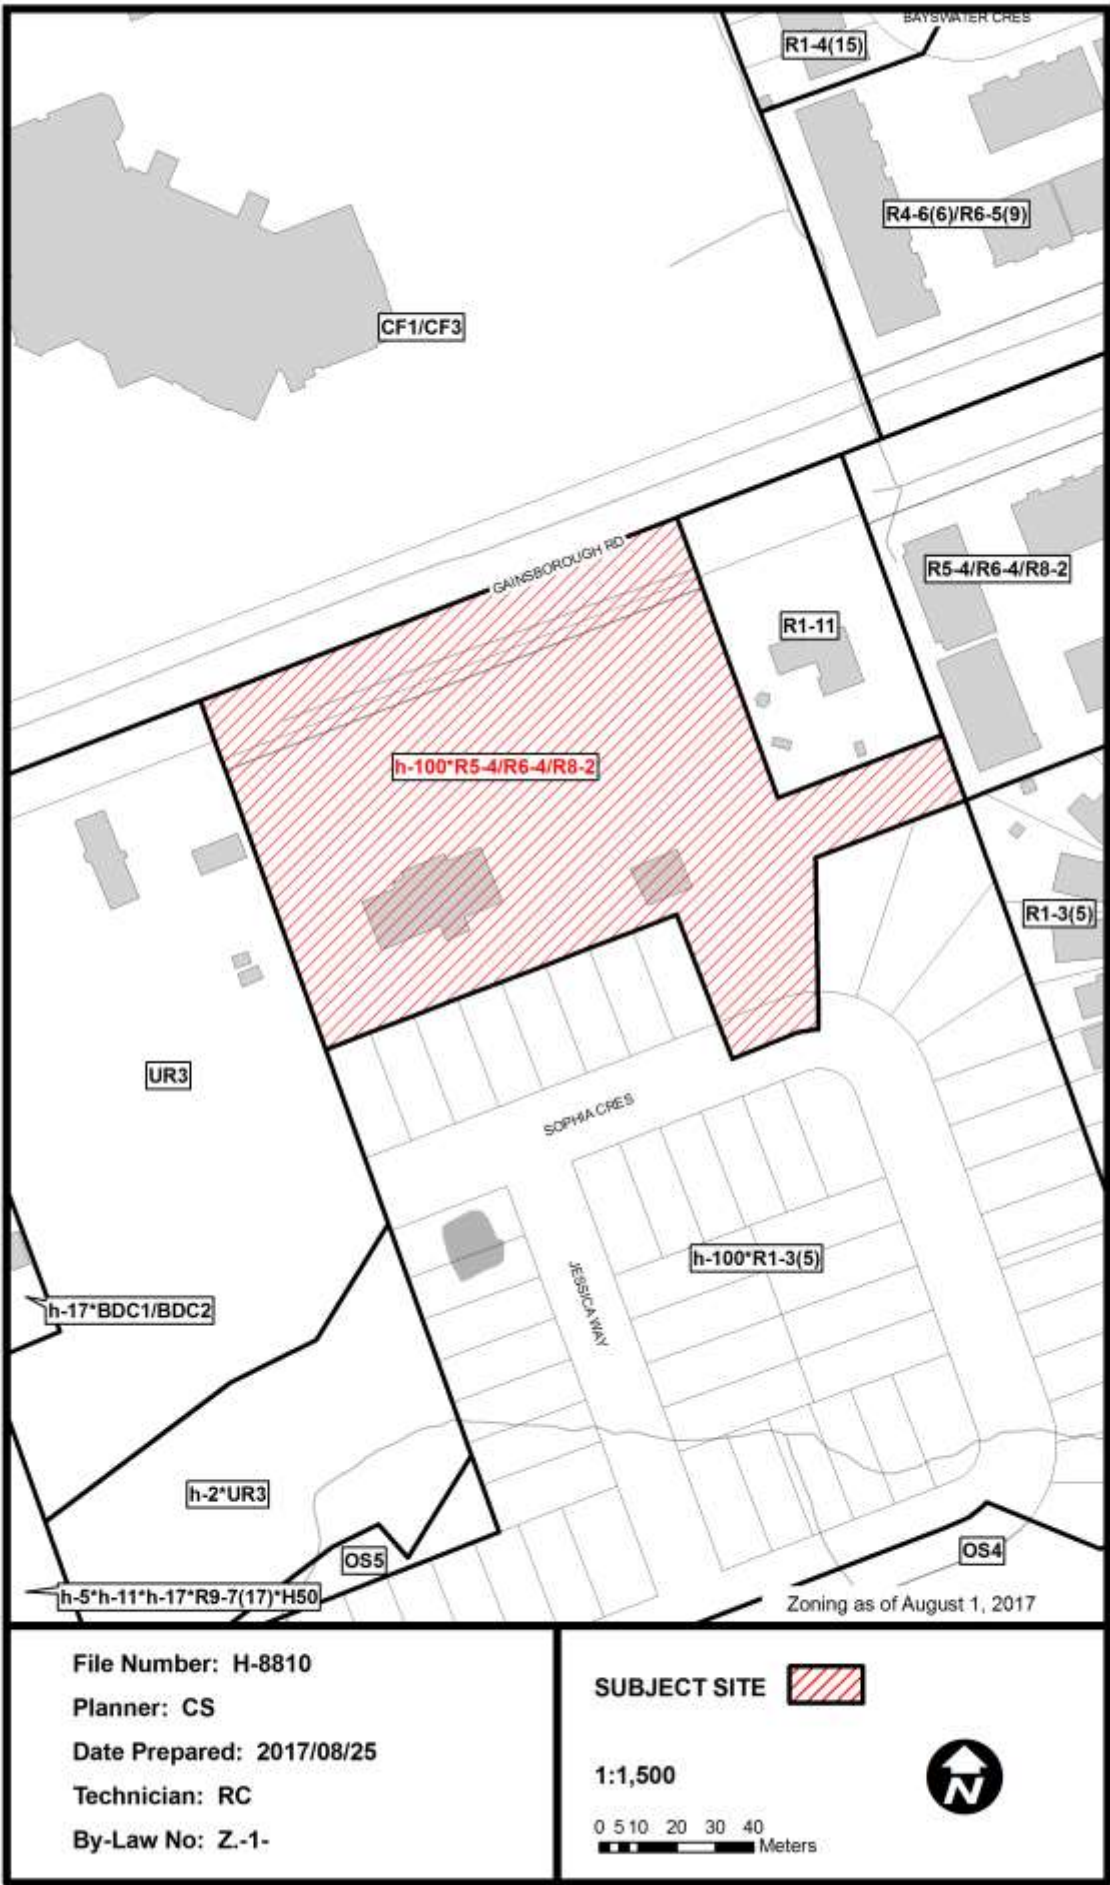 BAYSWATER CRES
R1-4(15)
R4-6(6)/R6-5(9)
CF1/CF3
GAINSBOROUGH RD
R5-4/R6-4/R8-2
R1-11
h-100*R5-4/R6-4/R8-2
R1-3(5)
UR3
SOPHIA CRES
h-100*R1-3(5)
JESSICA WAY
h-17*BDC1/BDC2
h-2*UR3
OS5
OS4
h-5*h-11*h-17*R9-7(17)*H50
Zoning as of August 1, 2017
File Number: H-8810
Planner: CS
Date Prepared: 2017/08/25
Technician: RC
By-Law No: Z.-1-
SUBJECT SITE
1:1,500
0 5 10 20 30 40
Meters
N